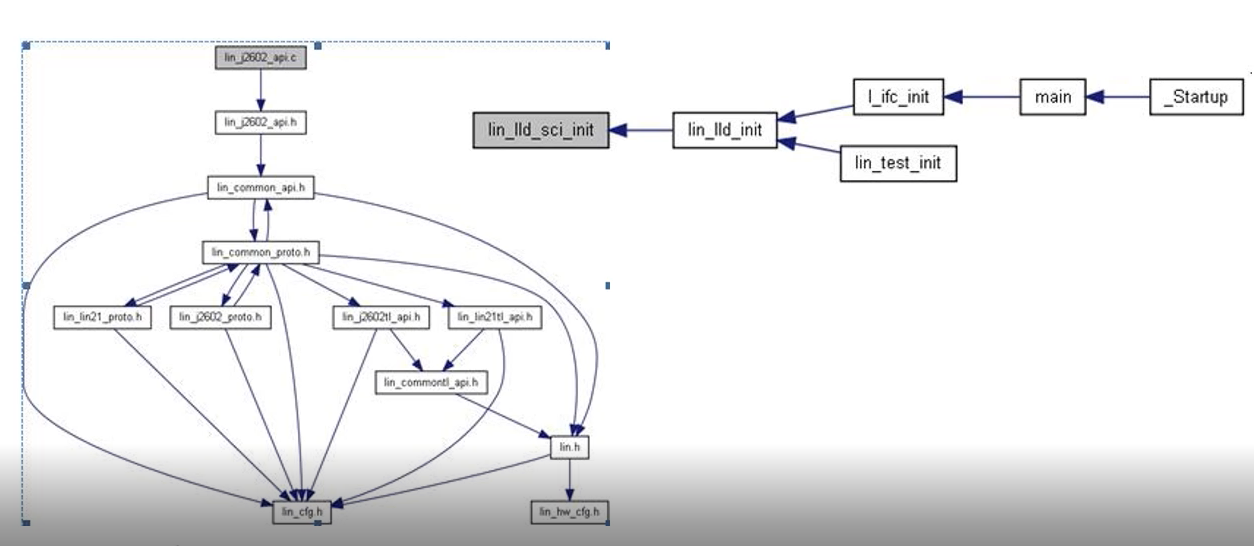 lin_j2602_api.c
lin_j2602_api.h
lin_common_api.h
lin_common_proto.h
lin_lin21_proto.h
lin_j2602_proto.h
lin_j2602tl_api.h
lin_lin21tl_api.h
lin_commontl_api.h
lin.h
lin_cfg.h
lin_hw_cfg.h
lin_lld_sci_init
lin_lld_init
l_ifc_init
main
_Startup
lin_test_init